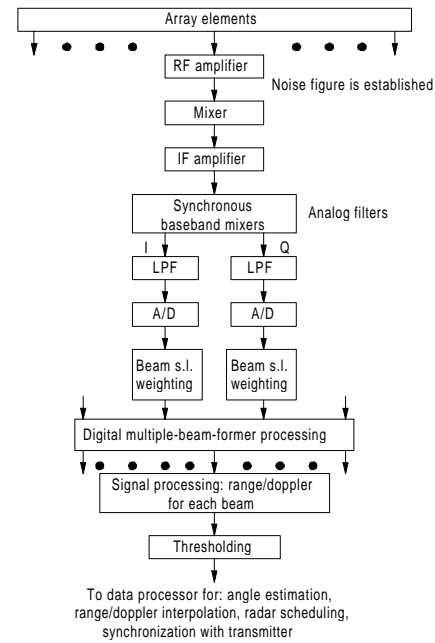 Array elements
RF amplifier
Noise figure is established
Mixer
IF amplifier
Synchronous
baseband mixers
Analog filters
I
Q
LPF
LPF
A/D
A/D
Beam s.l.
weighting
Beam s.l.
weighting
Digital multiple-beam-former processing
Signal processing: range/doppler
for each beam
Thresholding
To data processor for: angle estimation,
range/doppler interpolation, radar scheduling,
synchronization with transmitter